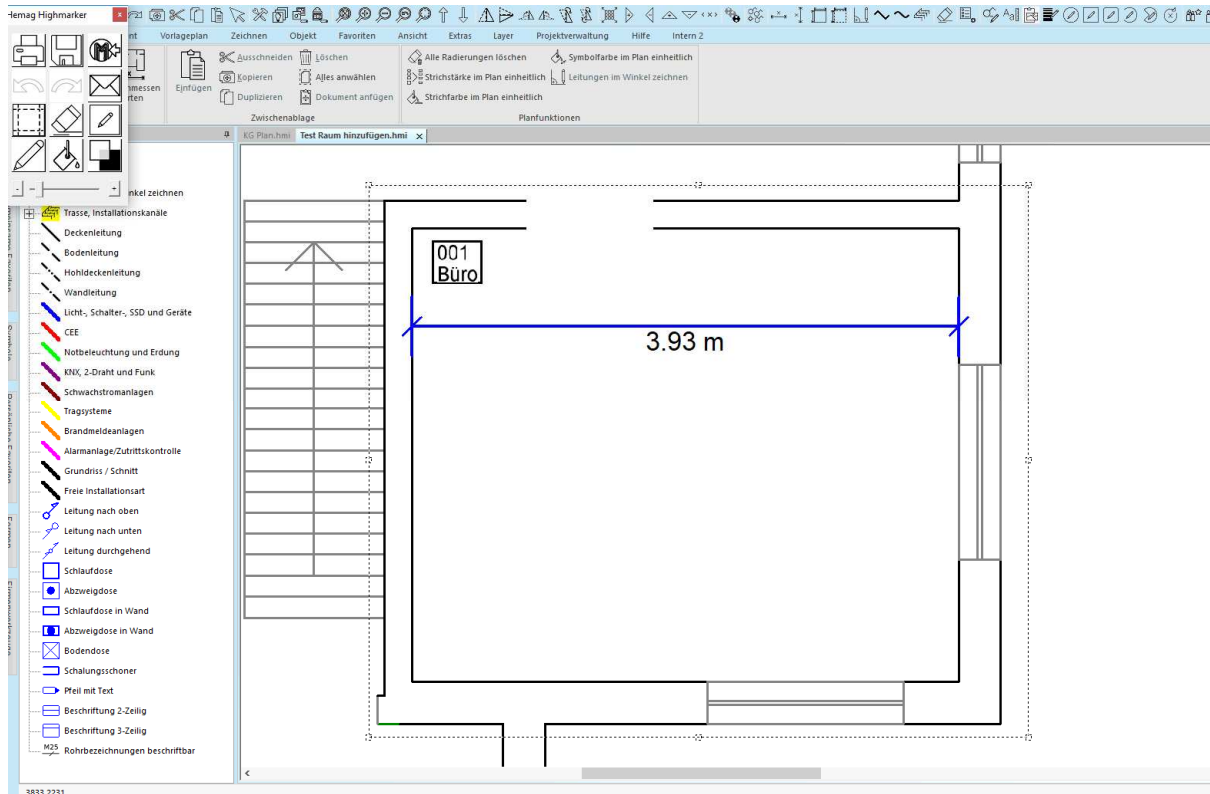 Hemag Highmarker
x
Vorlageplan Zeichnen Objekt Favoriten Ansicht Extras Layer Projektverwaltung Hilfe Intern 2
Einfügen
Ausschneiden Löschen
Kopieren Alles anwählen
Duplizieren Dokument anfügen
Zwischenablage
Alle Radierungen löschen Symbolfarbe im Plan einheitlich
Strichstärke im Plan einheitlich Leitungen im Winkel zeichnen
Strichfarbe im Plan einheitlich
Planfunktionen
KG Plan.hmi Test Raum hinzufügen.hmi x
nkel zeichnen
Trasse, Installationskanäle
Deckenleitung
Bodenleitung
Hohldeckenleitung
Wandleitung
Licht-, Schalter-, SSD und Geräte
CEE
Notbeleuchtung und Erdung
KNX, 2-Draht und Funk
Schwachstromanlagen
Tragsysteme
Brandmeldeanlagen
Alarmanlage/Zutrittskontrolle
Grundriss / Schnitt
Freie Installationsart
Leitung nach oben
Leitung nach unten
Leitung durchgehend
Schlaufdose
Abzweigdose
Schlaufdose in Wand
Abzweigdose in Wand
Bodendose
Schalungsschoner
Pfeil mit Text
Beschriftung 2-Zeilig
Beschriftung 3-Zeilig
M25 Rohrbezeichnungen beschriftbar
001
Büro
3.93 m
3833,2231